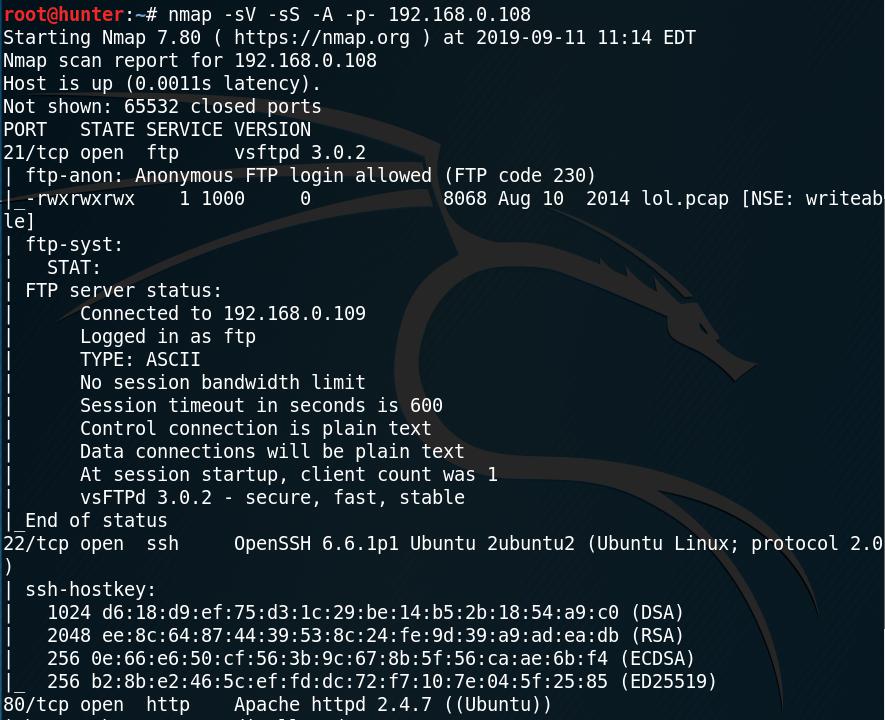 root@hunter:~# nmap -sV -sS -A -p- 192.168.0.108
Starting Nmap 7.80 ( https://nmap.org ) at 2019-09-11 11:14 EDT
Nmap scan report for 192.168.0.108
Host is up (0.0011s latency).
Not shown: 65532 closed ports
PORT   STATE SERVICE VERSION
21/tcp open  ftp     vsftpd 3.0.2
| ftp-anon: Anonymous FTP login allowed (FTP code 230)
|_-rwxrwxrwx    1 1000     0            8068 Aug 10  2014 lol.pcap [NSE: writeab
le]
| ftp-syst:
|   STAT:
| FTP server status:
|      Connected to 192.168.0.109
|      Logged in as ftp
|      TYPE: ASCII
|      No session bandwidth limit
|      Session timeout in seconds is 600
|      Control connection is plain text
|      Data connections will be plain text
|      At session startup, client count was 1
|      vsFTPd 3.0.2 - secure, fast, stable
|_End of status
22/tcp open  ssh     OpenSSH 6.6.1p1 Ubuntu 2ubuntu2 (Ubuntu Linux; protocol 2.0
)
| ssh-hostkey:
|   1024 d6:18:d9:ef:75:d3:1c:29:be:14:b5:2b:18:54:a9:c0 (DSA)
|   2048 ee:8c:64:87:44:39:53:8c:24:fe:9d:39:a9:ad:ea:db (RSA)
|   256 0e:66:e6:50:cf:56:3b:9c:67:8b:5f:56:ca:ae:6b:f4 (ECDSA)
|_  256 b2:8b:e2:46:5c:ef:fd:dc:72:f7:10:7e:04:5f:25:85 (ED25519)
80/tcp open  http    Apache httpd 2.4.7 ((Ubuntu))